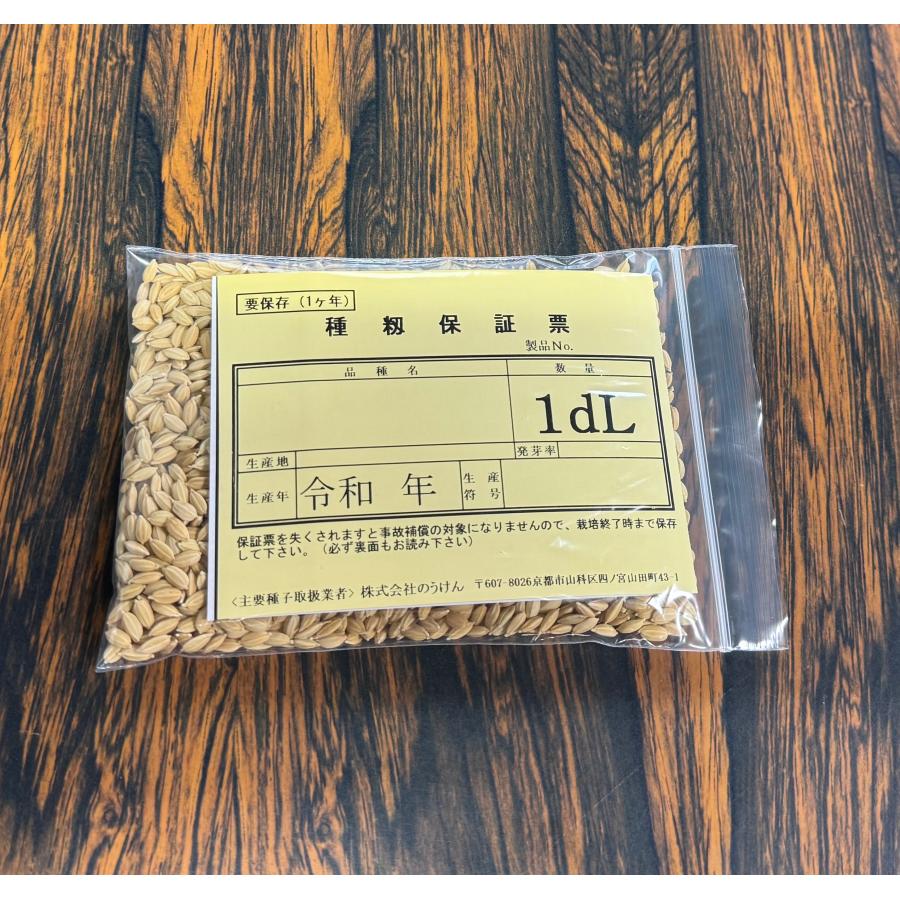 要保存（1ヶ年）
種籾保証票
製品No.
品種名 数量
1dL
生産地 発芽率
生産年 令和 年 生産符号
保証票を失くされますと事故補償の対象になりませんので、栽培終了時まで保存
して下さい。（必ず裏面もお読み下さい）
〈主要種子取扱業者〉株式会社のうけん 〒607-8026京都市山科区四ノ宮山田町43-1